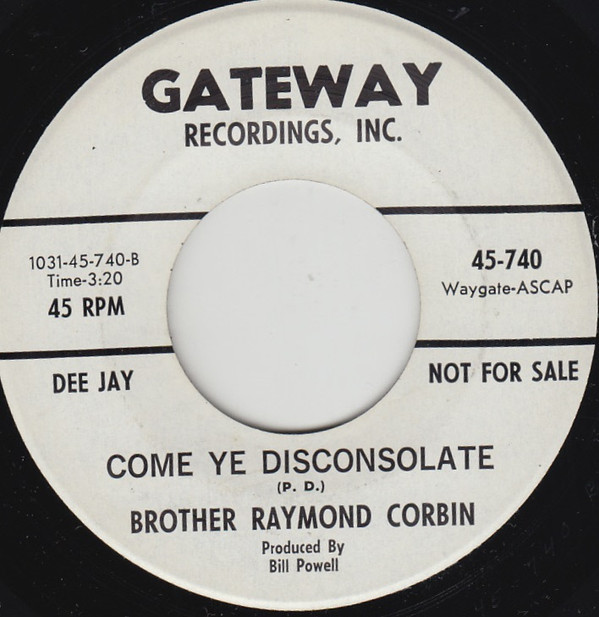 GATEWAY
RECORDINGS, INC.
1031-45-740-B
Time-3:20
45 RPM
45-740
Waygate-ASCAP
DEE JAY
NOT FOR SALE
COME YE DISCONSOLATE
(P. D.)
BROTHER RAYMOND CORBIN
Produced By
Bill Powell